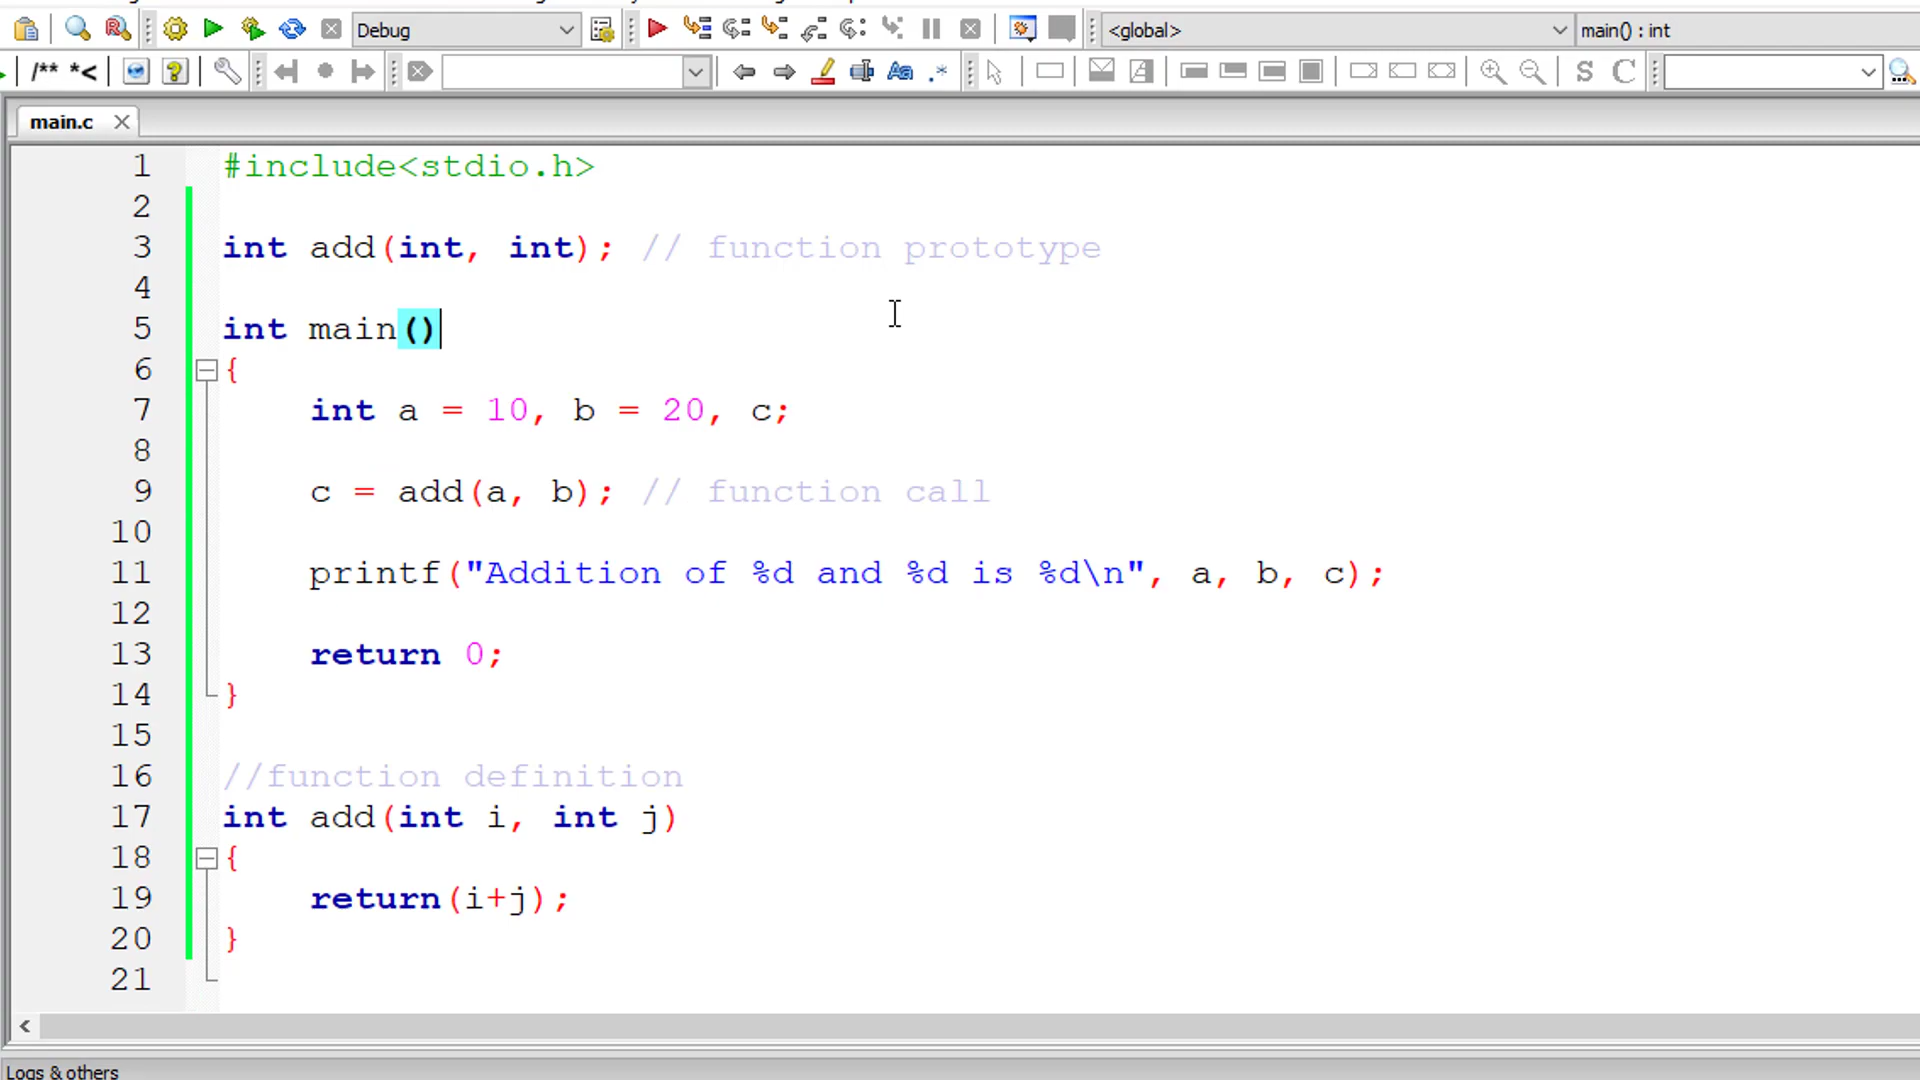 Debug
<global>
main() : int
/** *<
main.c
1 #include<stdio.h>
2
3 int add(int, int); // function prototype
4
5 int main()
6 {
7 int a = 10, b = 20, c;
8
9 c = add(a, b); // function call
10
11 printf("Addition of %d and %d is %d\n", a, b, c);
12
13 return 0;
14 }
15
16 //function definition
17 int add(int i, int j)
18 {
19 return(i+j);
20 }
21
Logs & others